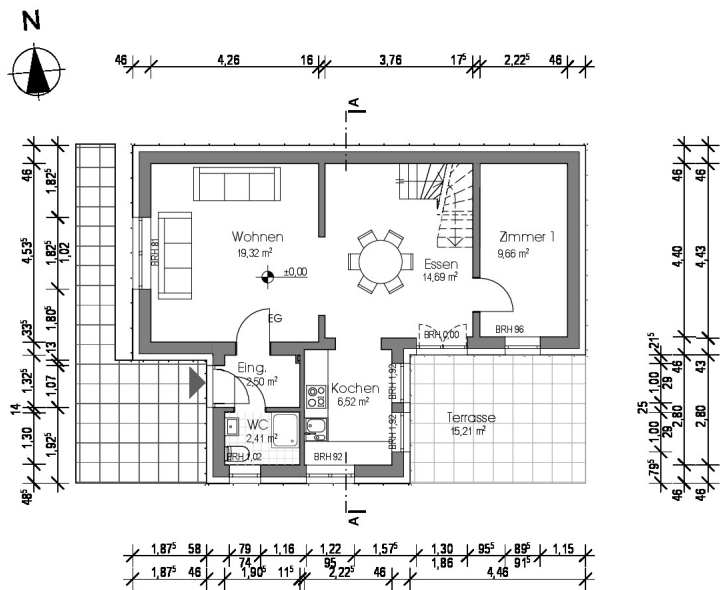 N
46 4,26 16 3,76 17⁵ 2,22⁵ 46
A
46 4,53⁵ 33⁵ 1,32⁵ 14 1,30 48⁵
1,82⁵ 1,82⁵ 1,80⁵ 13 1,07 1,92⁵
1,02
BRH 81
Wohnen
19,32 m²
±0,00
EG
Essen
14,69 m²
Zimmer 1
9,66 m²
BRH 0,00
BRH 96
Eing.
2,50 m²
Kochen
6,52 m²
BRH 1,92
BRH 1,92
WC
2,41 m²
BRH 1,02
BRH 92
Terrasse
15,21 m²
A
21⁵ 1,00 25 1,00 79⁵
29 29
46 4,40 46 2,80 46
46 4,43 43 2,80 46
1,87⁵ 58 79 1,16 1,22 1,57⁵ 1,30 95⁵ 89⁵ 1,15
74 95 1,86 91⁵
1,87⁵ 46 1,90⁵ 11⁵ 2,22⁵ 46 4,46